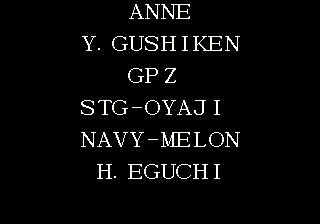 ANNE
Y. GUSHIKEN
GPZ
STG-OYAJI
NAVY-MELON
H. EGUCHI